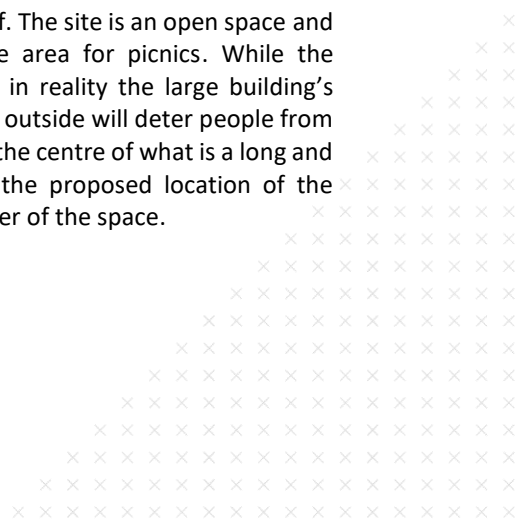 f. The site is an open space and
e area for picnics. While the
in reality the large building’s
outside will deter people from
the centre of what is a long and
the proposed location of the
er of the space.